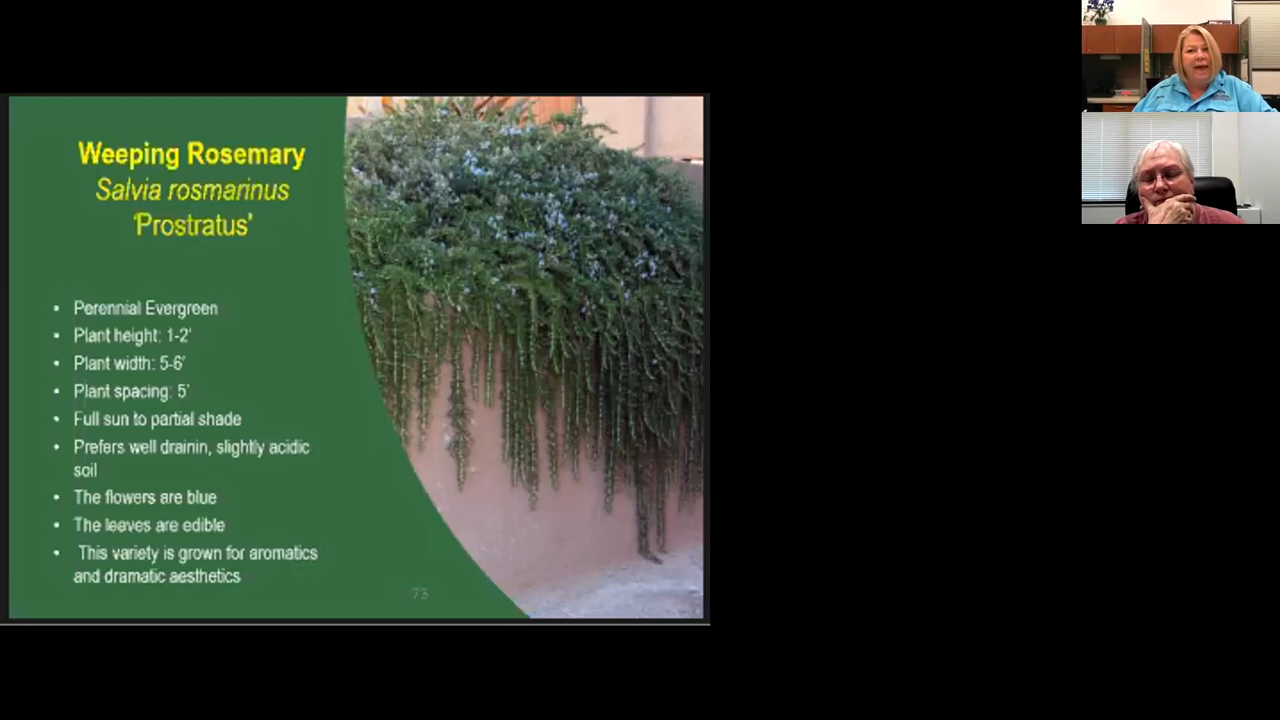 Weeping Rosemary
Salvia rosmarinus
'Prostratus'
• Perennial Evergreen
• Plant height: 1-2'
• Plant width: 5-6'
• Plant spacing: 5'
• Full sun to partial shade
• Prefers well drainin, slightly acidic
soil
• The flowers are blue
• The leaves are edible
• This variety is grown for aromatics
and dramatic aesthetics
73